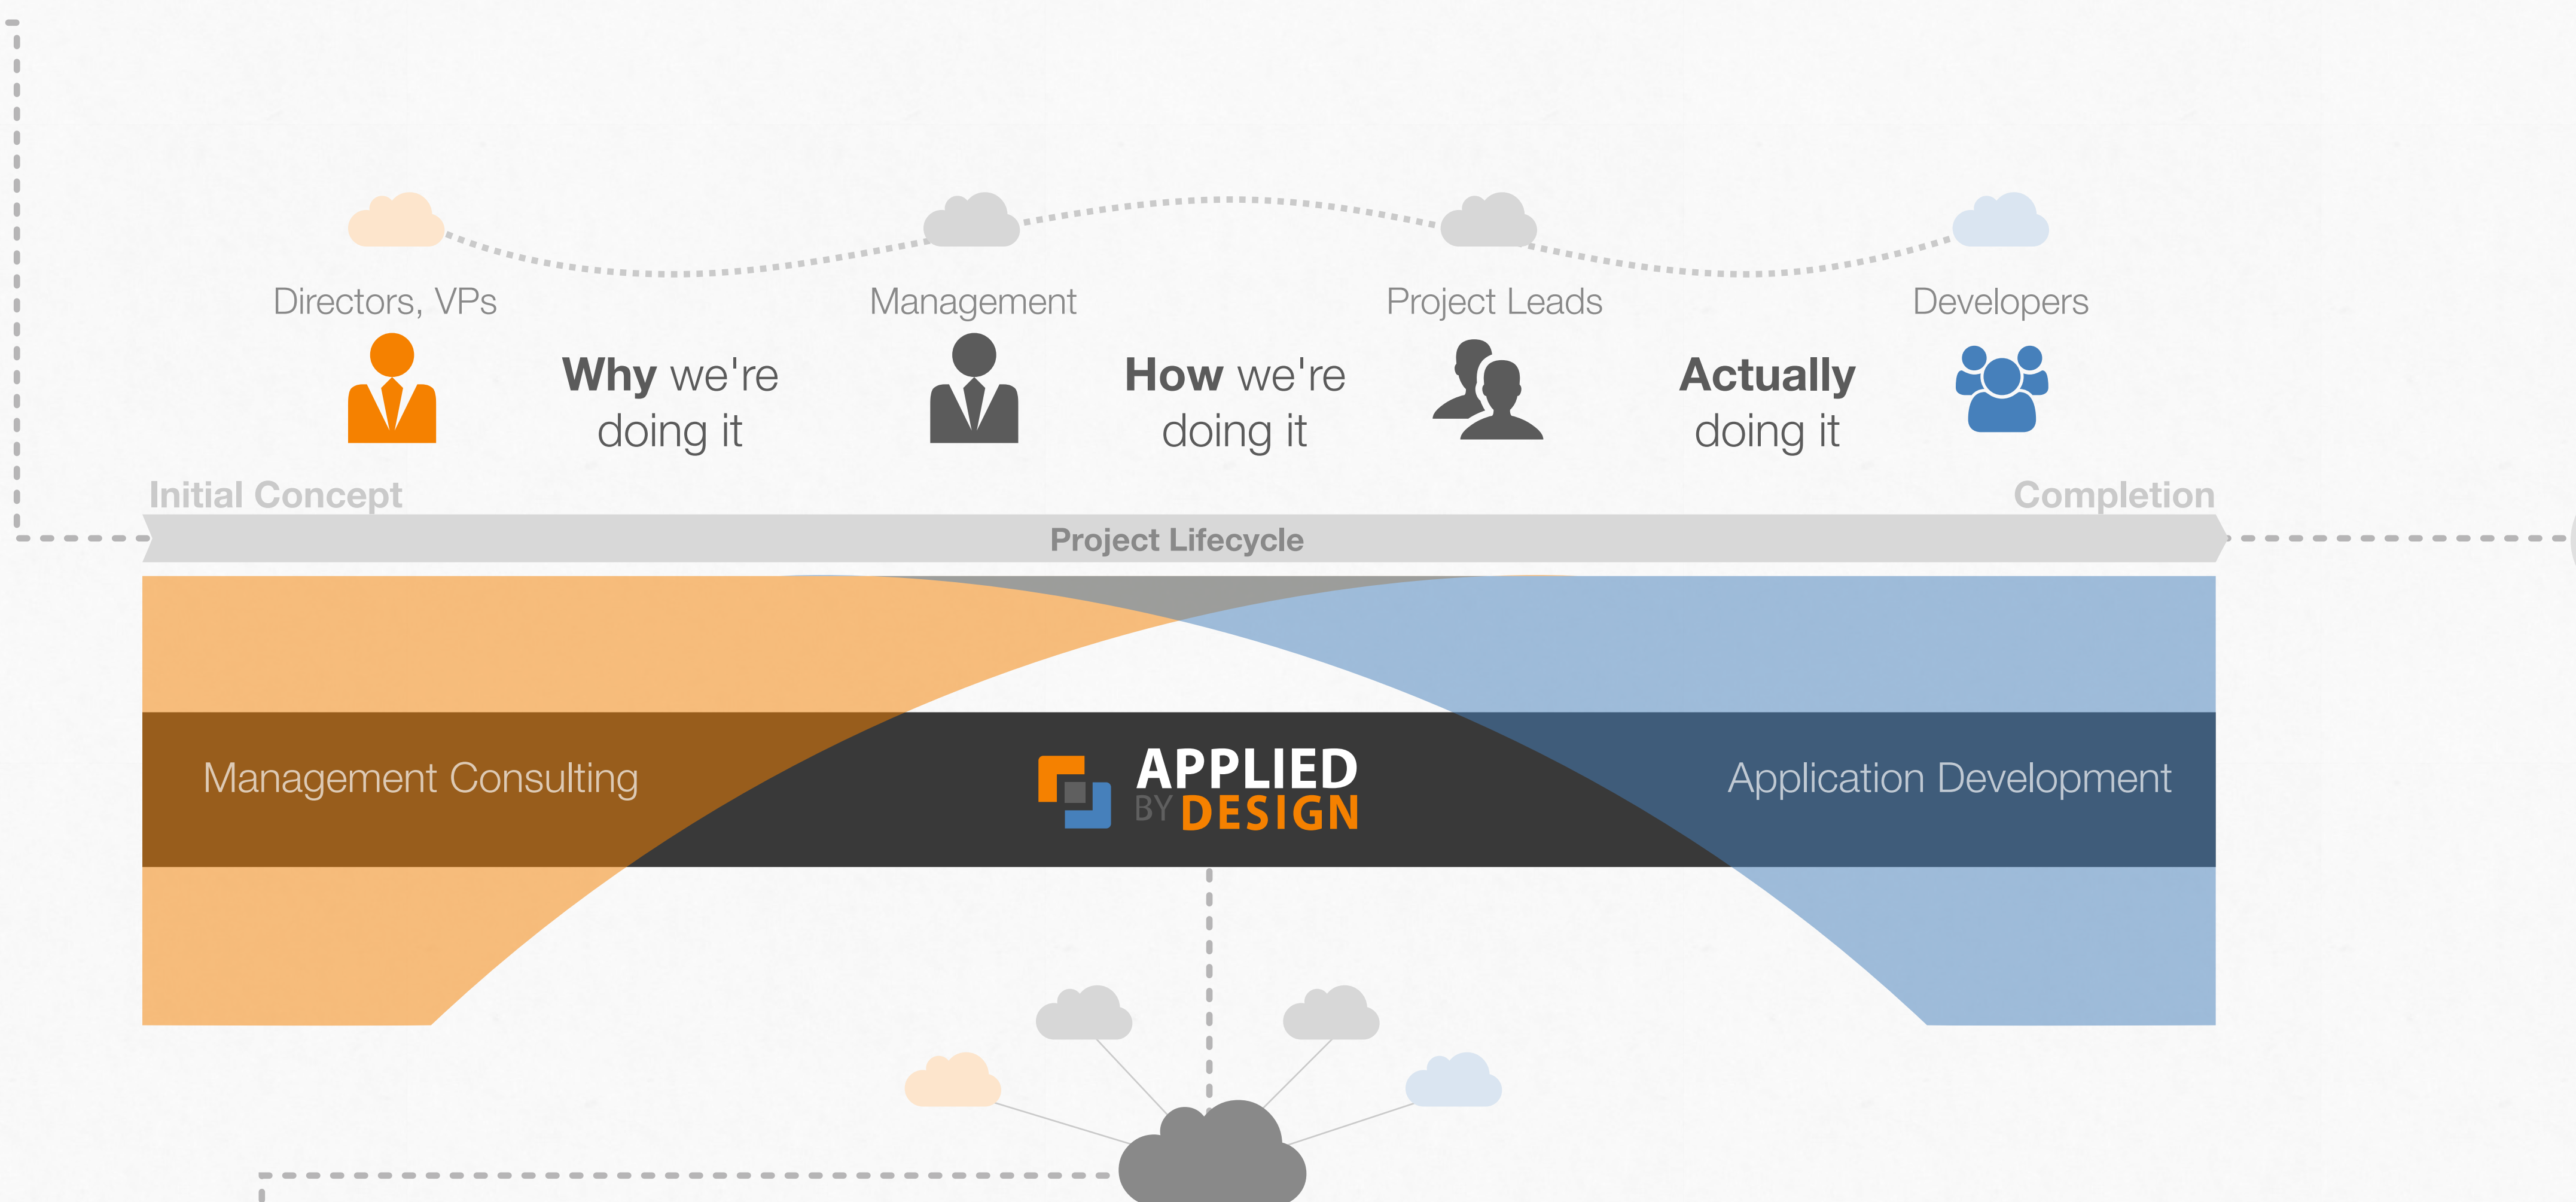 Directors, VPs
Management
Project Leads
Developers
Why we're
doing it
How we're
doing it
Actually
doing it
Initial Concept
Completion
Project Lifecycle
Management Consulting
APPLIED
BY DESIGN
Application Development